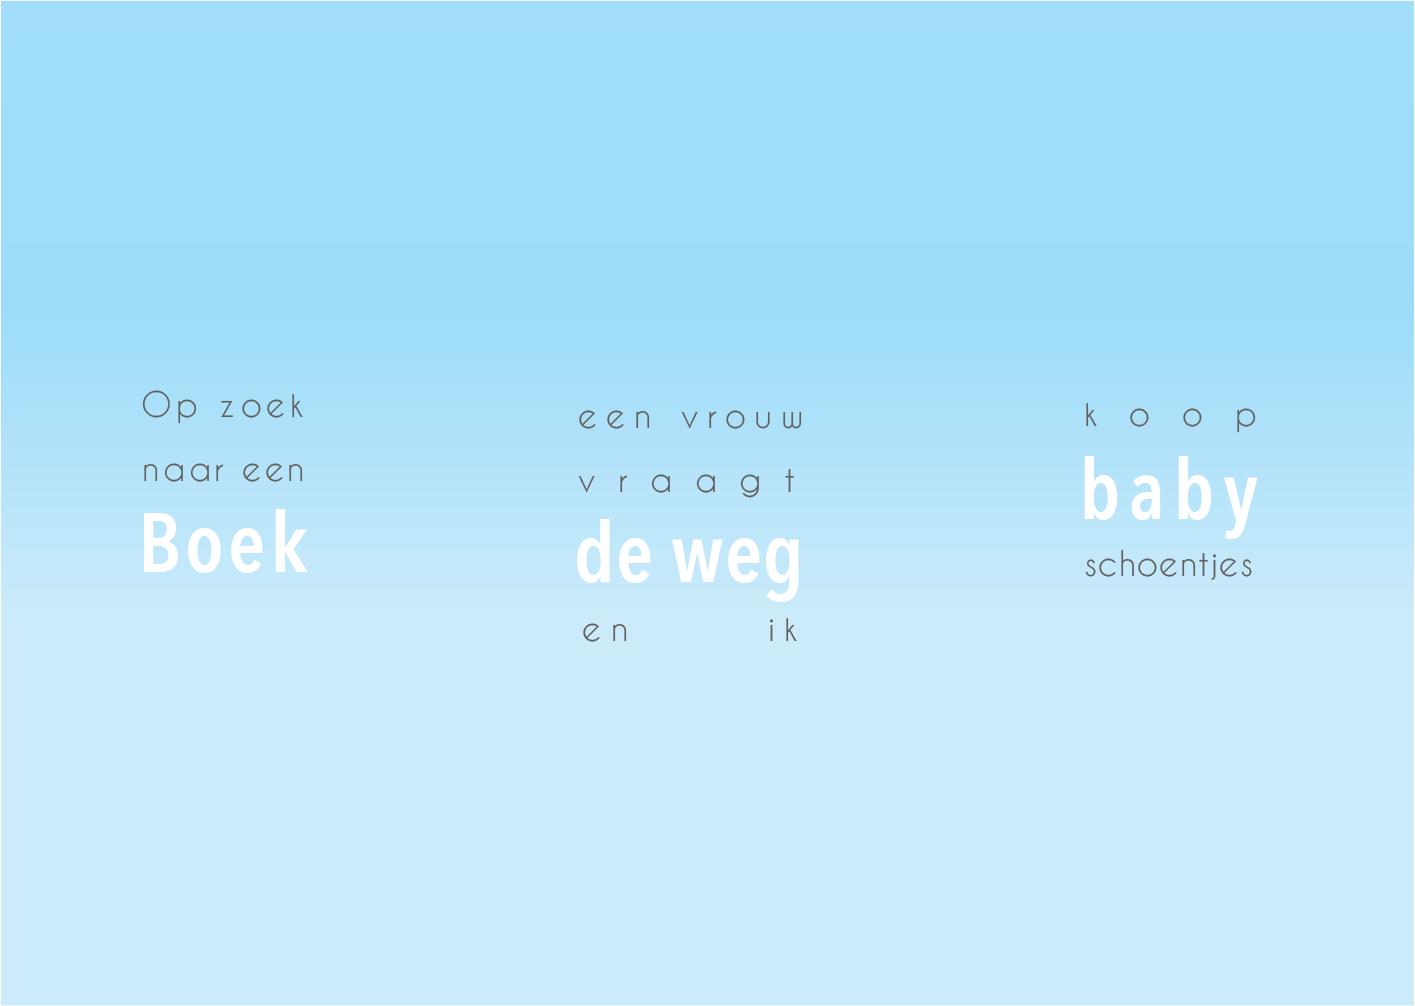 Op zoek
naar een
Boek
een vrouw
vraagt
de weg
en ik
koop
baby
schoentjes